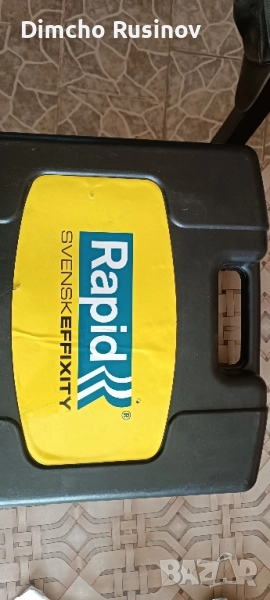 Dimcho Rusinov
Rapid®
SVENSKEFFIXITY
BAZAR